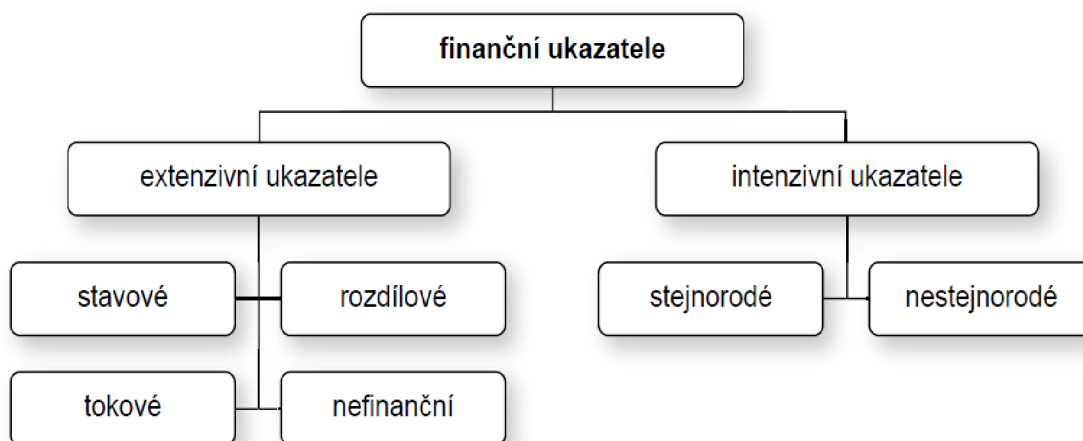 finanční ukazatele
extenzivní ukazatele
intenzivní ukazatele
stavové
rozdílové
stejnorodé
nestejnorodé
tokové
nefinanční